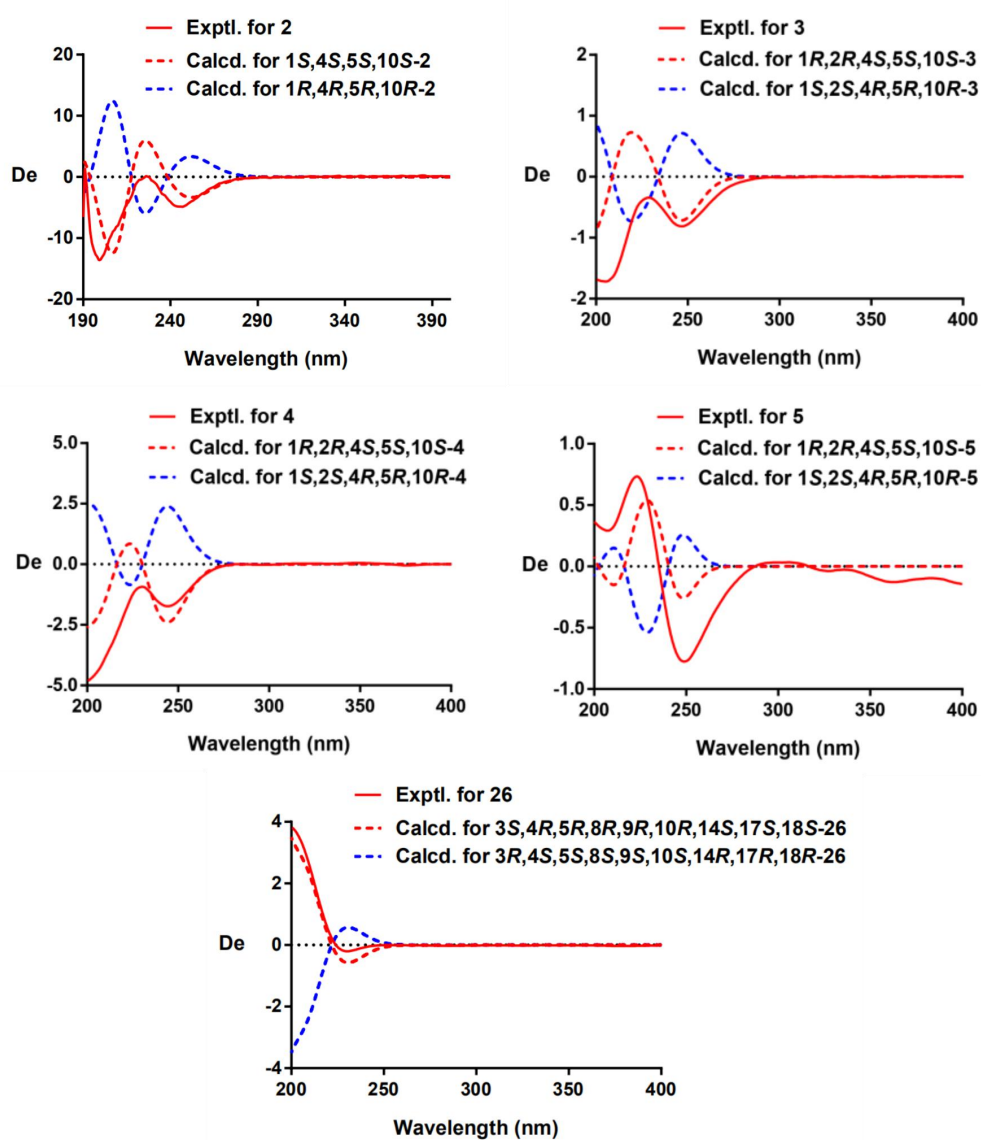 Exptl. for 2
Calcd. for 1S,4S,5S,10S-2
Calcd. for 1R,4R,5R,10R-2
20
10
0
-10
-20
De
190
240
290
340
390
Wavelength (nm)
Exptl. for 3
Calcd. for 1R,2R,4S,5S,10S-3
Calcd. for 1S,2S,4R,5R,10R-3
2
1
0
-1
-2
De
200
250
300
350
400
Wavelength (nm)
Exptl. for 4
Calcd. for 1R,2R,4S,5S,10S-4
Calcd. for 1S,2S,4R,5R,10R-4
5.0
2.5
0.0
-2.5
-5.0
De
200
250
300
350
400
Wavelength (nm)
Exptl. for 5
Calcd. for 1R,2R,4S,5S,10S-5
Calcd. for 1S,2S,4R,5R,10R-5
1.0
0.5
0.0
-0.5
-1.0
De
200
250
300
350
400
Wavelength (nm)
Exptl. for 26
Calcd. for 3S,4R,5R,8R,9R,10R,14S,17S,18S-26
Calcd. for 3R,4S,5S,8S,9S,10S,14R,17R,18R-26
4
2
0
-2
-4
De
200
250
300
350
400
Wavelength (nm)